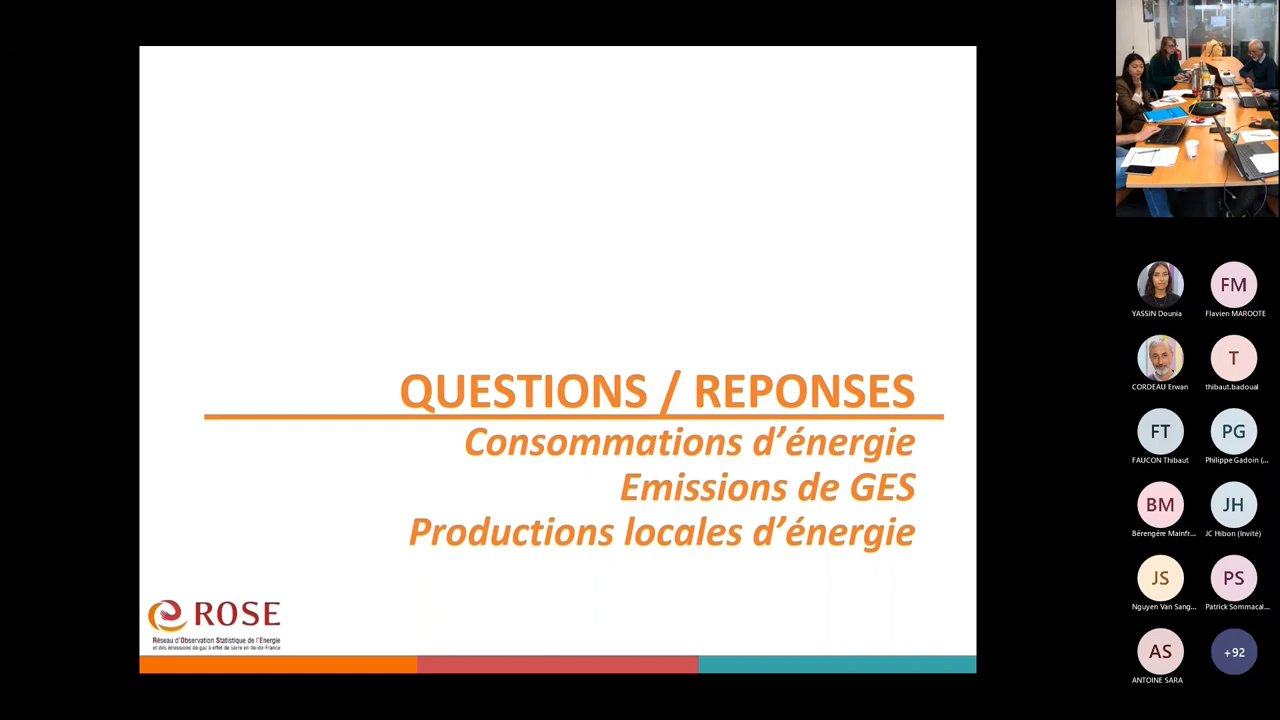 QUESTIONS / REPONSES
Consommations d'énergie
Emissions de GES
Productions locales d'énergie
ROSE
Réseau d'Observation Statistique de l'Energie
et des émissions de gaz à effet de serre en Ile-de-France
YASSIN Dounia
FM
Flavien MAROOTE
CORDEAU Erwan
T
thibaut.badoual
FT
FAUCON Thibaut
PG
Philippe Gadoin (...
BM
Bérengère Mainfr...
JH
JC Hibon (Invité)
JS
Nguyen Van Sang...
PS
Patrick Sommacal...
AS
ANTOINE SARA
+92